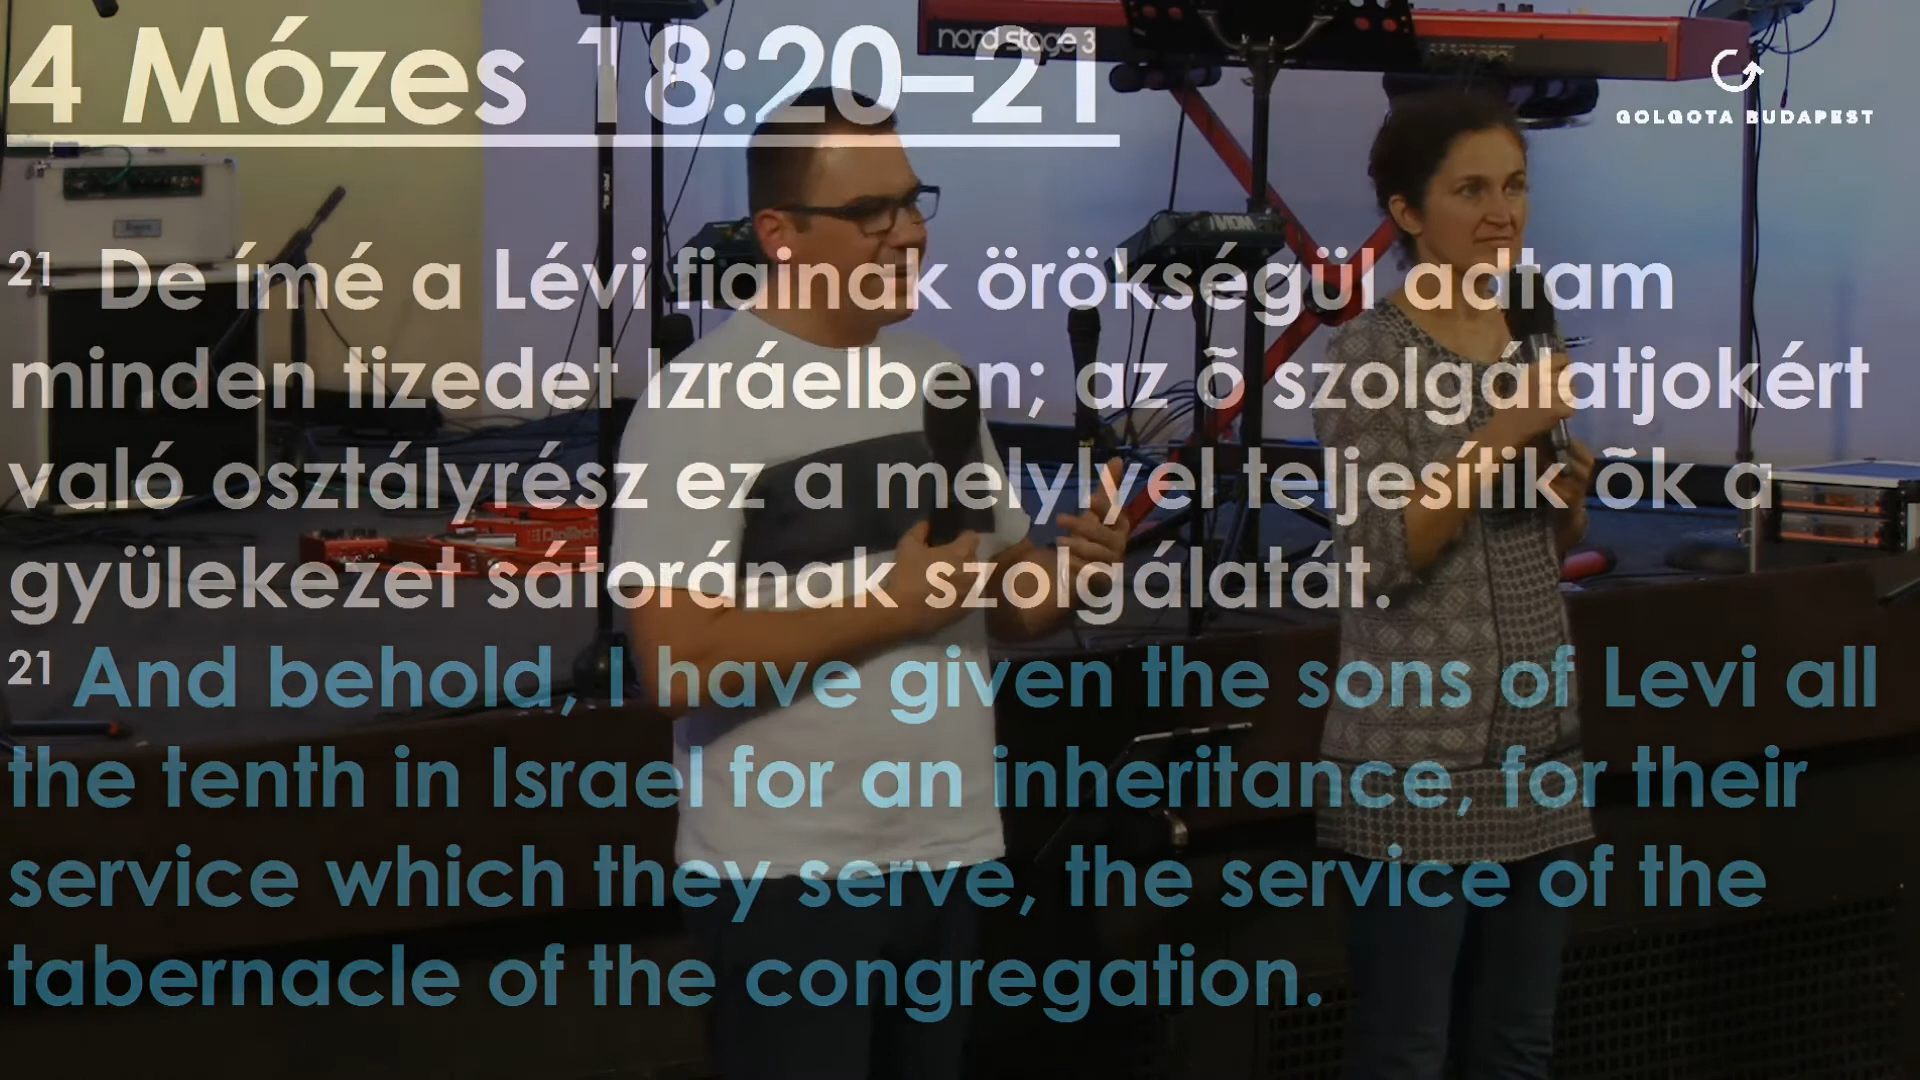 4 Mózes 18:20–21
nord stage 3
GOLGOTA BUDAPEST
21 De ímé a Lévi fiainak örökségül adtam
minden tizedet Izráelben; az õ szolgálatjokért
való osztályrész ez a melylyel teljesítik õk a
gyülekezet sátorának szolgálatát.
21 And behold, I have given the sons of Levi all
the tenth in Israel for an inheritance, for their
service which they serve, the service of the
tabernacle of the congregation.
MDM
DigiTech